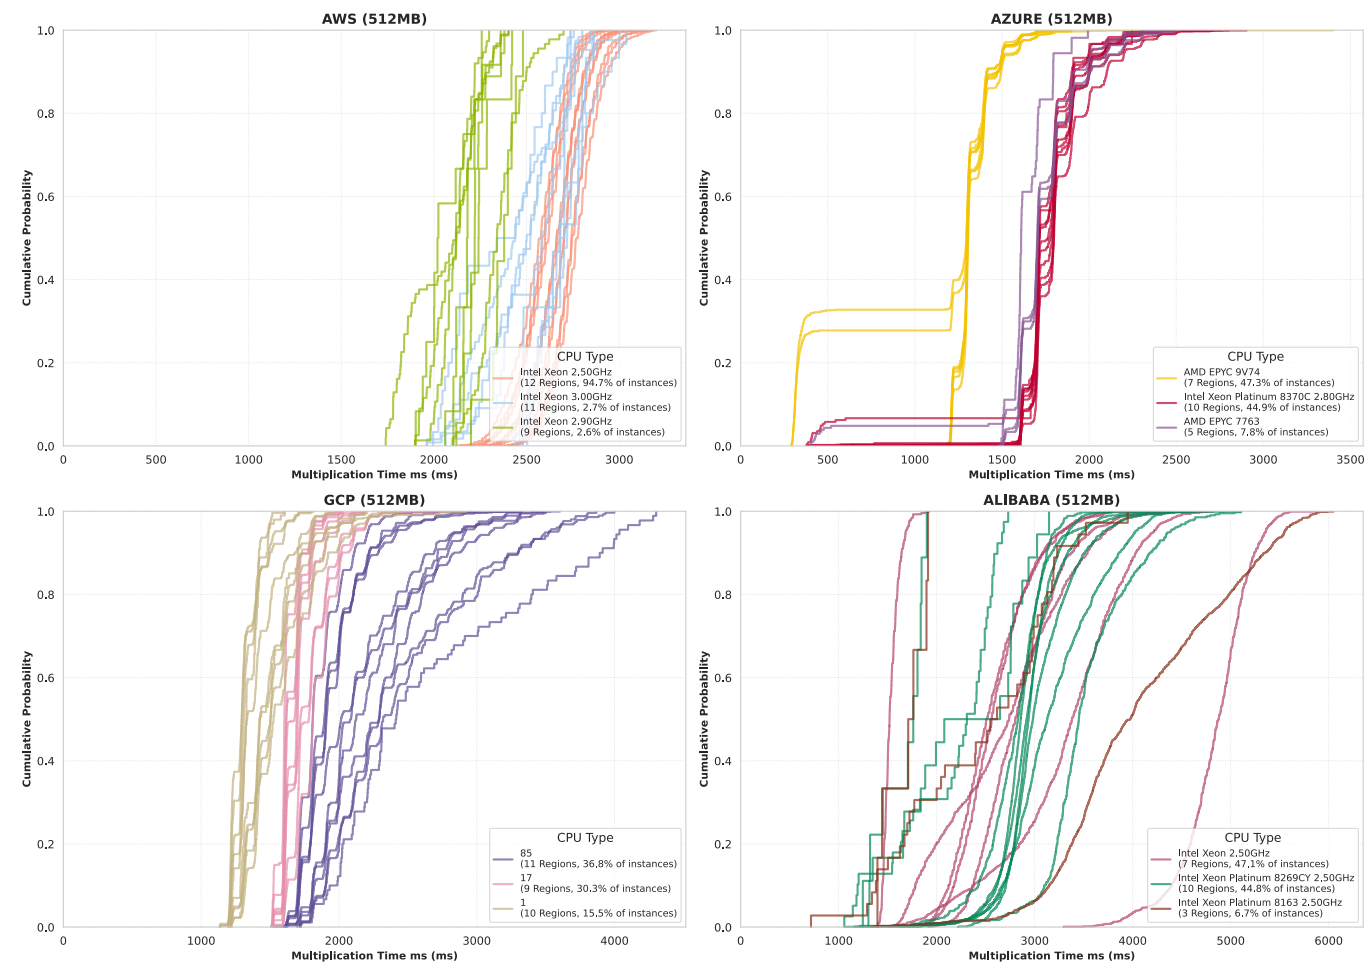 AWS (512MB)
Cumulative Probability
1.0
0.8
0.6
0.4
0.2
0.0
0
500
1000
1500
2000
2500
3000
Multiplication Time ms (ms)
CPU Type
Intel Xeon 2.50GHz
(12 Regions, 94.7% of instances)
Intel Xeon 3.00GHz
(11 Regions, 2.7% of instances)
Intel Xeon 2.90GHz
(9 Regions, 2.6% of instances)
AZURE (512MB)
Cumulative Probability
1.0
0.8
0.6
0.4
0.2
0.0
0
500
1000
1500
2000
2500
3000
3500
Multiplication Time ms (ms)
CPU Type
AMD EPYC 9V74
(7 Regions, 47.3% of instances)
Intel Xeon Platinum 8370C 2.80GHz
(10 Regions, 44.9% of instances)
AMD EPYC 7763
(5 Regions, 7.8% of instances)
GCP (512MB)
Cumulative Probability
1.0
0.8
0.6
0.4
0.2
0.0
0
1000
2000
3000
4000
Multiplication Time ms (ms)
CPU Type
85
(11 Regions, 36.8% of instances)
17
(9 Regions, 30.3% of instances)
1
(10 Regions, 15.5% of instances)
ALIBABA (512MB)
Cumulative Probability
1.0
0.8
0.6
0.4
0.2
0.0
0
1000
2000
3000
4000
5000
6000
Multiplication Time ms (ms)
CPU Type
Intel Xeon 2.50GHz
(7 Regions, 47.1% of instances)
Intel Xeon Platinum 8269CY 2.50GHz
(10 Regions, 44.8% of instances)
Intel Xeon Platinum 8163 2.50GHz
(3 Regions, 6.7% of instances)